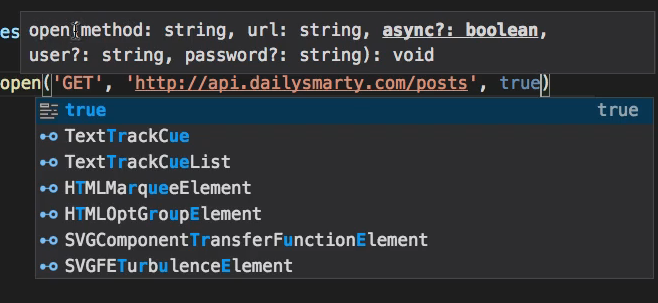 es
open(method: string, url: string, async?: boolean,
user?: string, password?: string): void
open('GET', 'http://api.dailysmarty.com/posts', true)
true true
TextTrackCue
TextTrackCueList
HTMLMarqueeElement
HTMLOptGroupElement
SVGComponentTransferFunctionElement
SVGFETurbulenceElement